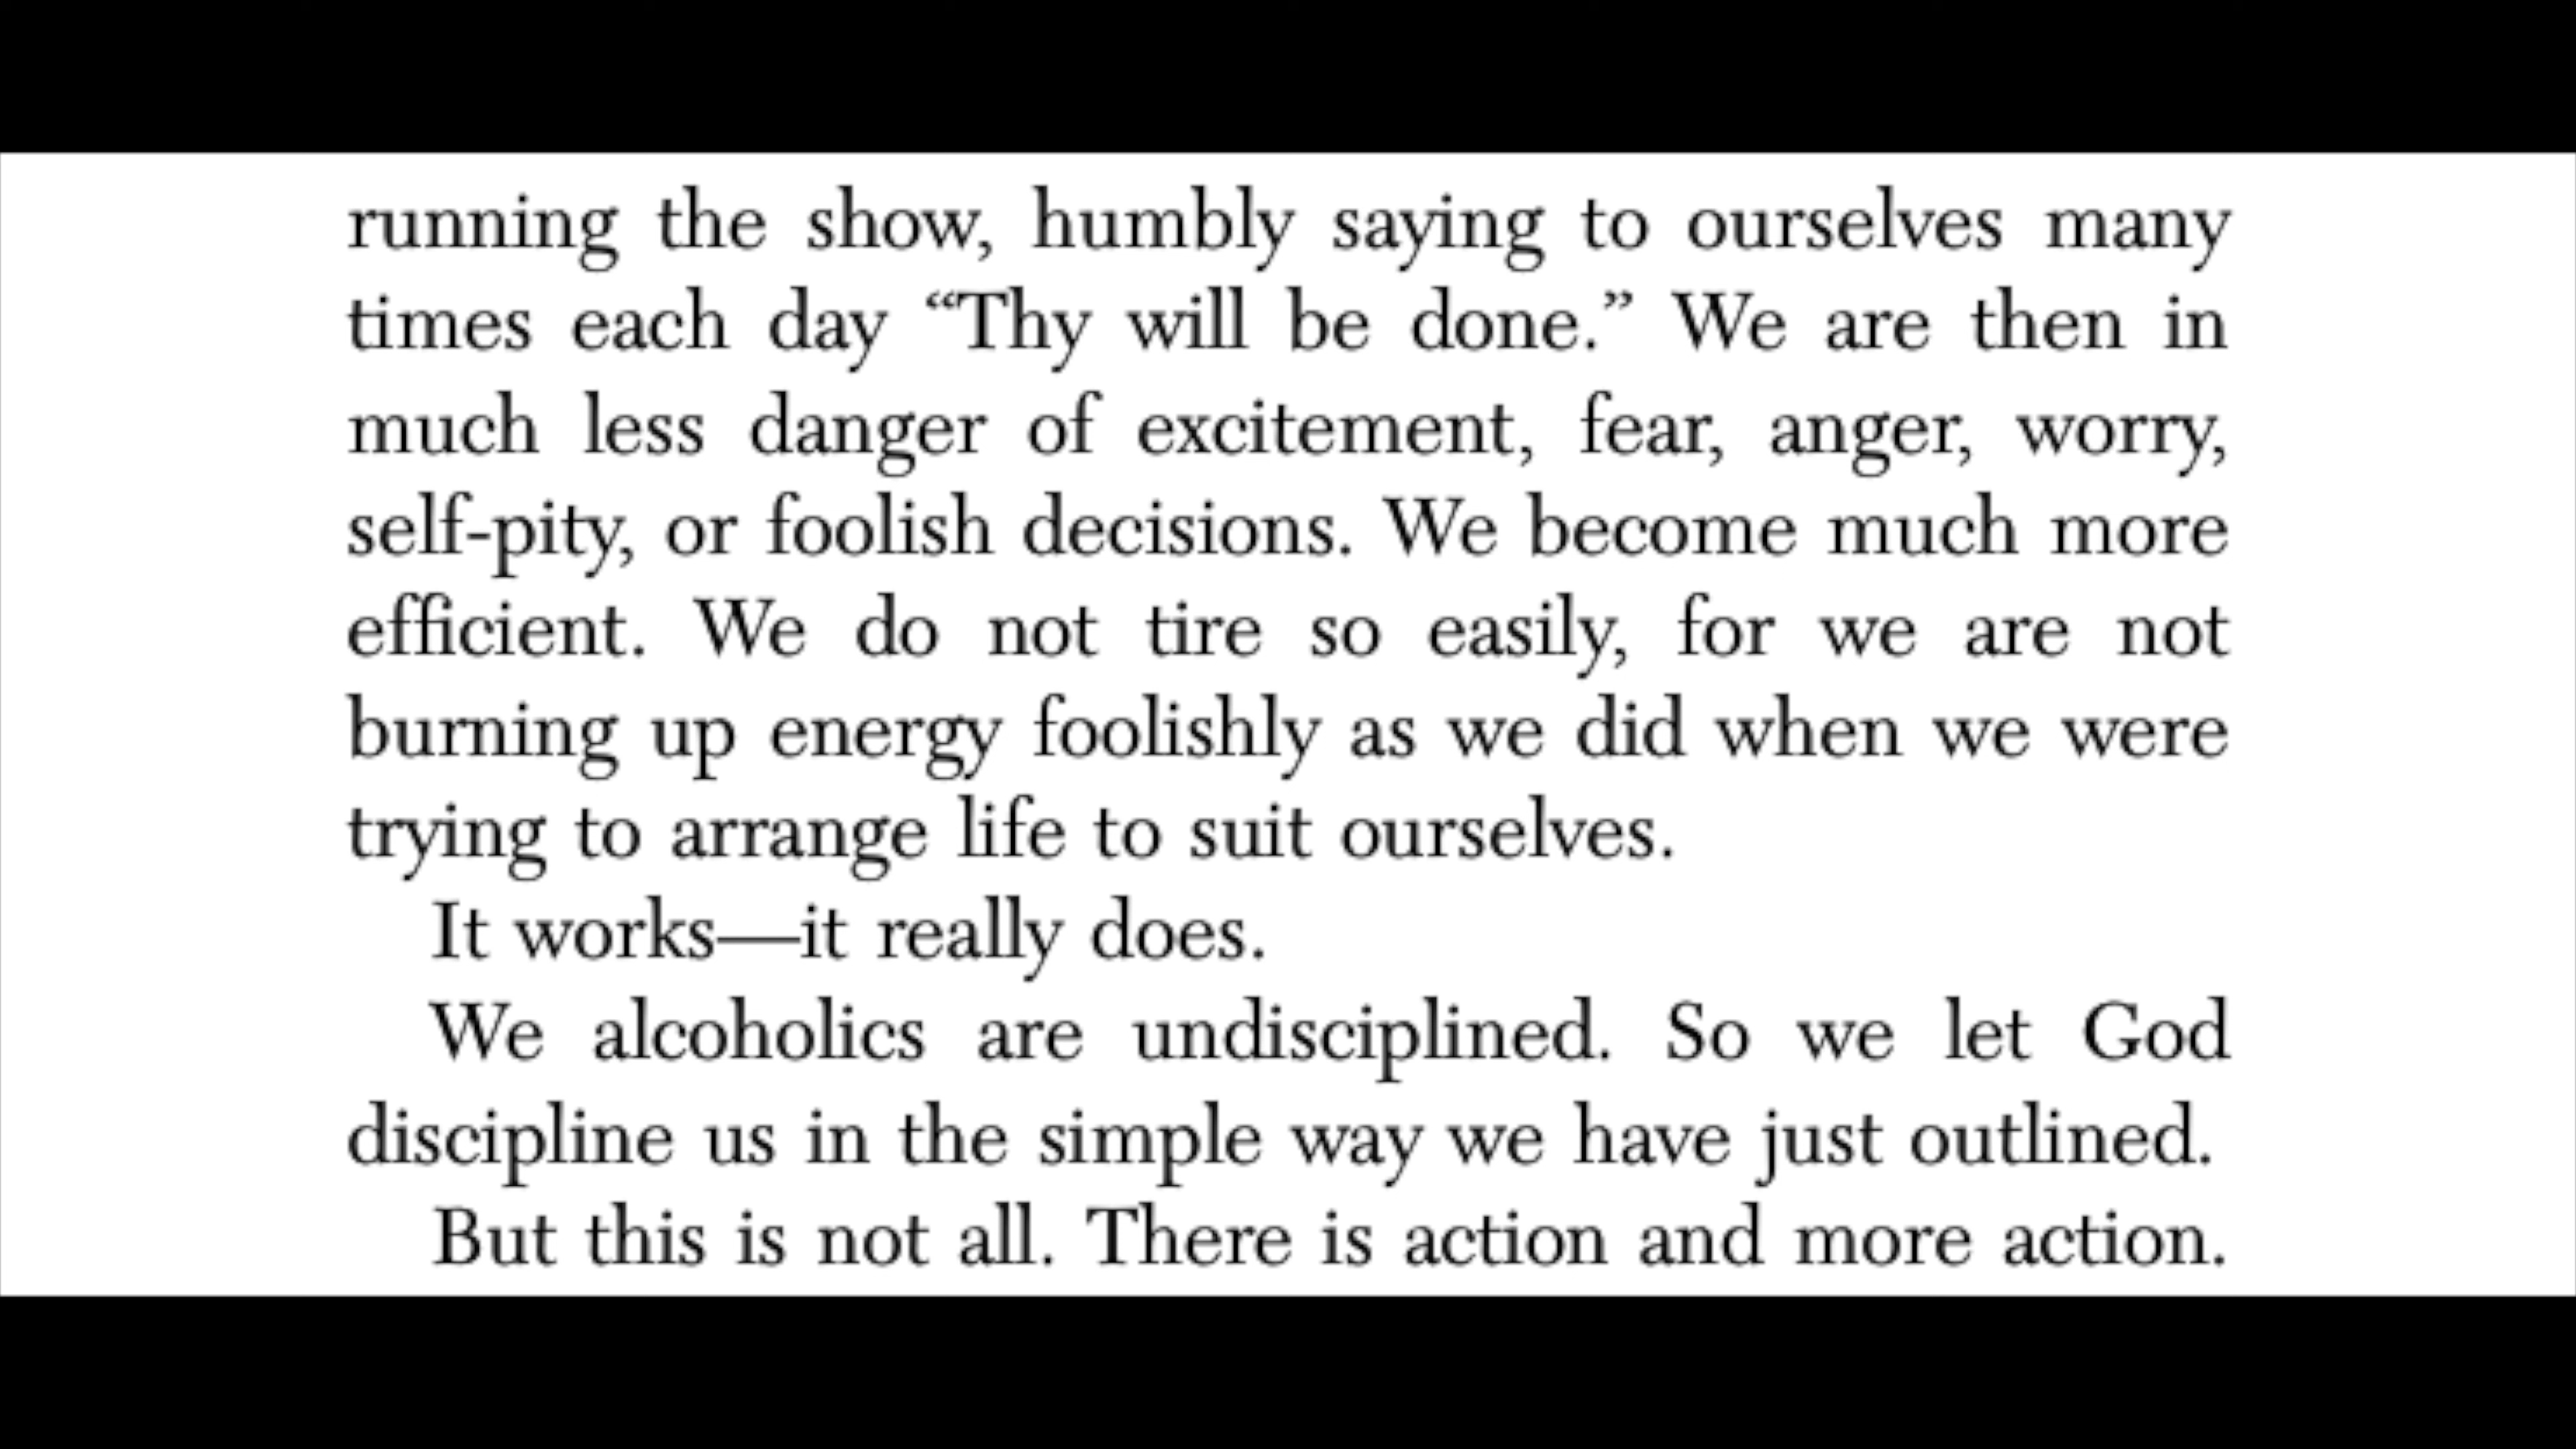 running the show, humbly saying to ourselves many
times each day “Thy will be done.” We are then in
much less danger of excitement, fear, anger, worry,
self-pity, or foolish decisions. We become much more
efficient. We do not tire so easily, for we are not
burning up energy foolishly as we did when we were
trying to arrange life to suit ourselves.
It works—it really does.
We alcoholics are undisciplined. So we let God
discipline us in the simple way we have just outlined.
But this is not all. There is action and more action.